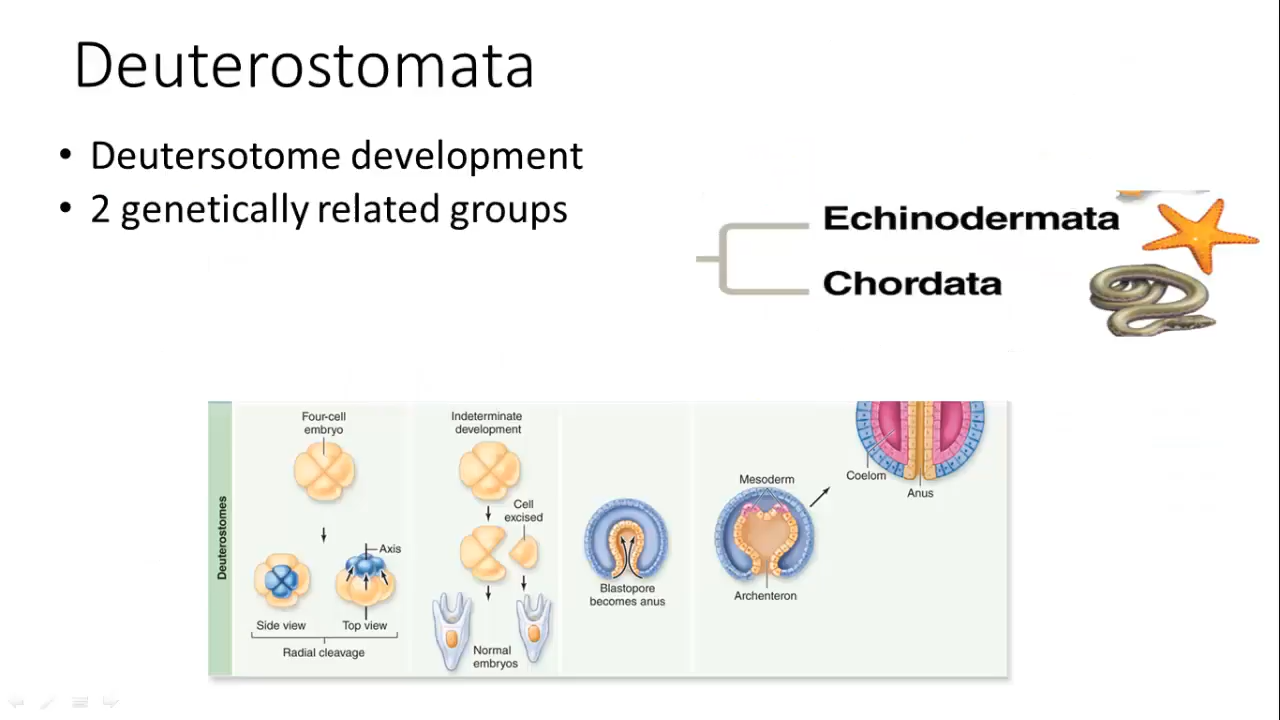 Deuterostomata
• Deutersotome development
• 2 genetically related groups
Echinodermata
Chordata
Deuterostomes
Four-cell
embryo
Axis
Side view
Top view
Radial cleavage
Indeterminate
development
Cell
excised
Normal
embryos
Blastopore
becomes anus
Mesoderm
Archenteron
Coelom
Anus